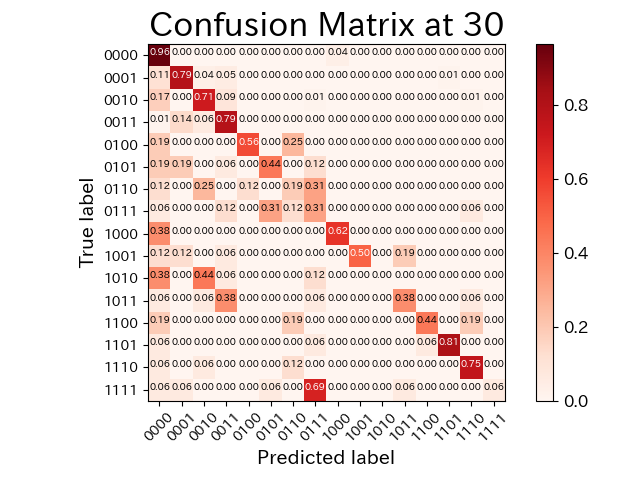 Confusion Matrix at 30
0000 0.96 0.00 0.00 0.00 0.00 0.00 0.00 0.00 0.04 0.00 0.00 0.00 0.00 0.00 0.00 0.00
0001 0.11 0.79 0.04 0.05 0.00 0.00 0.00 0.00 0.00 0.00 0.00 0.00 0.00 0.01 0.00 0.00
0010 0.17 0.00 0.71 0.09 0.00 0.00 0.00 0.01 0.00 0.00 0.00 0.00 0.00 0.00 0.01 0.00
0011 0.01 0.14 0.06 0.79 0.00 0.00 0.00 0.00 0.00 0.00 0.00 0.00 0.00 0.00 0.00 0.00
0100 0.19 0.00 0.00 0.00 0.56 0.00 0.25 0.00 0.00 0.00 0.00 0.00 0.00 0.00 0.00 0.00
0101 0.19 0.19 0.00 0.06 0.00 0.44 0.00 0.12 0.00 0.00 0.00 0.00 0.00 0.00 0.00 0.00
0110 0.12 0.00 0.25 0.00 0.12 0.00 0.19 0.31 0.00 0.00 0.00 0.00 0.00 0.00 0.00 0.00
0111 0.06 0.00 0.00 0.12 0.00 0.31 0.12 0.31 0.00 0.00 0.00 0.00 0.00 0.00 0.06 0.00
1000 0.38 0.00 0.00 0.00 0.00 0.00 0.00 0.00 0.62 0.00 0.00 0.00 0.00 0.00 0.00 0.00
1001 0.12 0.12 0.00 0.06 0.00 0.00 0.00 0.00 0.00 0.50 0.00 0.19 0.00 0.00 0.00 0.00
1010 0.38 0.00 0.44 0.06 0.00 0.00 0.00 0.12 0.00 0.00 0.00 0.00 0.00 0.00 0.00 0.00
1011 0.06 0.00 0.06 0.38 0.00 0.00 0.00 0.06 0.00 0.00 0.00 0.38 0.00 0.00 0.06 0.00
1100 0.19 0.00 0.00 0.00 0.00 0.00 0.19 0.00 0.00 0.00 0.00 0.00 0.44 0.00 0.19 0.00
1101 0.06 0.00 0.00 0.00 0.00 0.00 0.00 0.06 0.00 0.00 0.00 0.00 0.06 0.81 0.00 0.00
1110 0.06 0.00 0.06 0.00 0.00 0.00 0.12 0.00 0.00 0.00 0.00 0.00 0.00 0.00 0.75 0.00
1111 0.06 0.06 0.00 0.00 0.00 0.06 0.00 0.69 0.00 0.00 0.00 0.06 0.00 0.00 0.00 0.06
0000 0001 0010 0011 0100 0101 0110 0111 1000 1001 1010 1011 1100 1101 1110 1111
Predicted label
True label
0.8
0.6
0.4
0.2
0.0